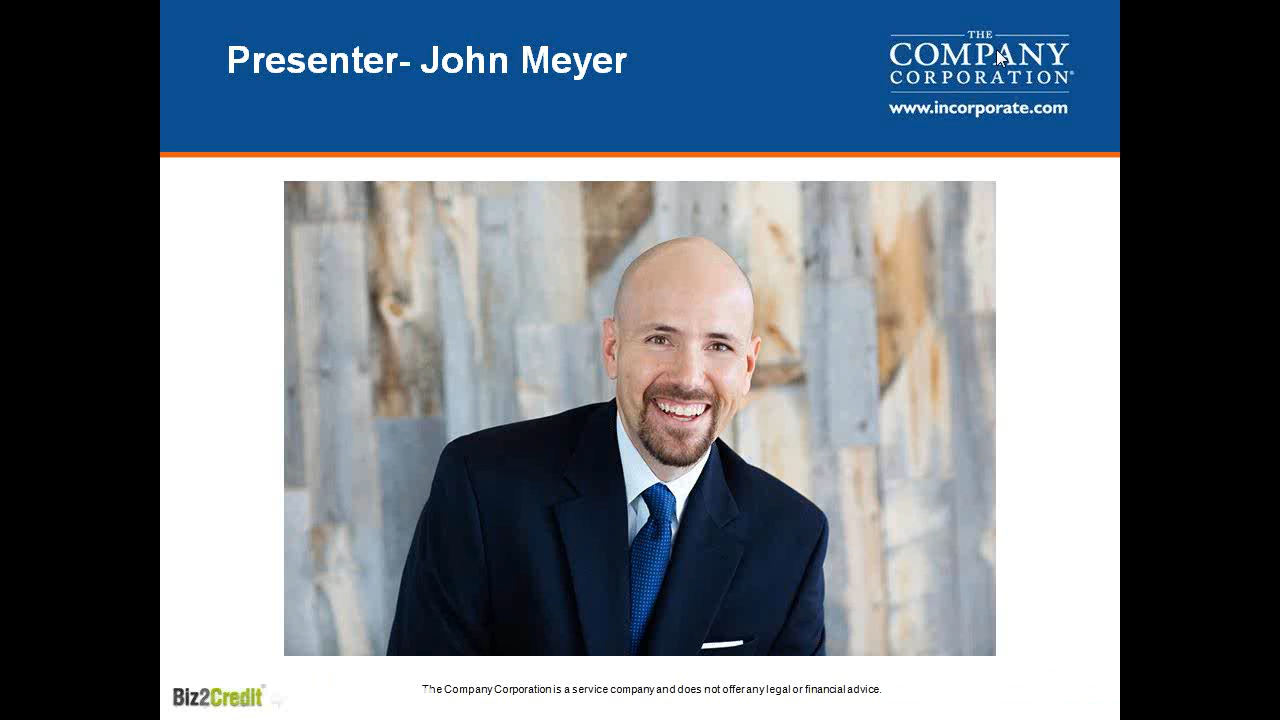 Presenter- John Meyer
THE
COMPANY
CORPORATION®
www.incorporate.com
Biz2Credit®
The Company Corporation is a service company and does not offer any legal or financial advice.